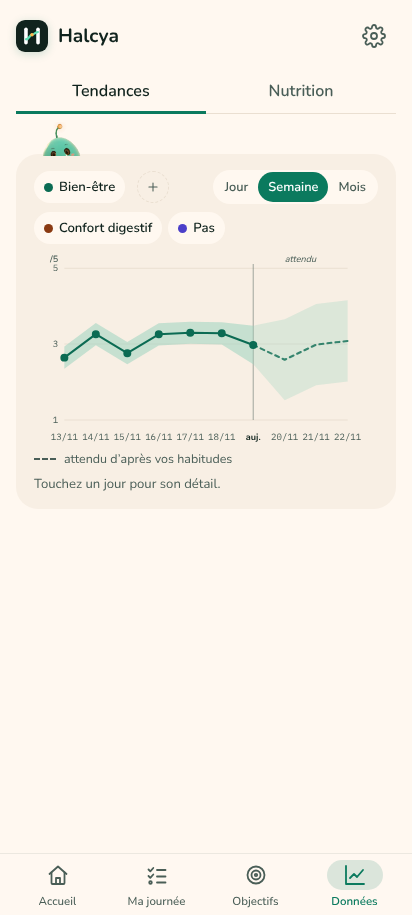 Halcya
Tendances Nutrition
Bien-être + Jour Semaine Mois
Confort digestif Pas
/5 attendu
5
3
1
13/11 14/11 15/11 16/11 17/11 18/11 auj. 20/11 21/11 22/11
attendu d’après vos habitudes
Touchez un jour pour son détail.
Accueil Ma journée Objectifs Données